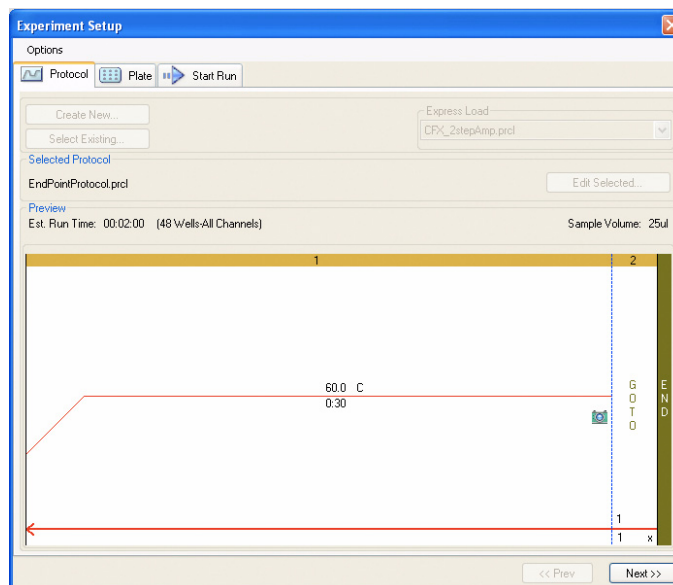 Experiment Setup
Options
Protocol Plate Start Run
Create New...
Express Load
CFX_2stepAmp.prcl
Select Existing...
Selected Protocol
EndPointProtocol.prcl
Edit Selected...
Preview
Est. Run Time: 00:02:00 (48 Wells-All Channels) Sample Volume: 25ul
1 2
60.0 C
0:30
GOTO
END
1
1 x
<< Prev Next >>